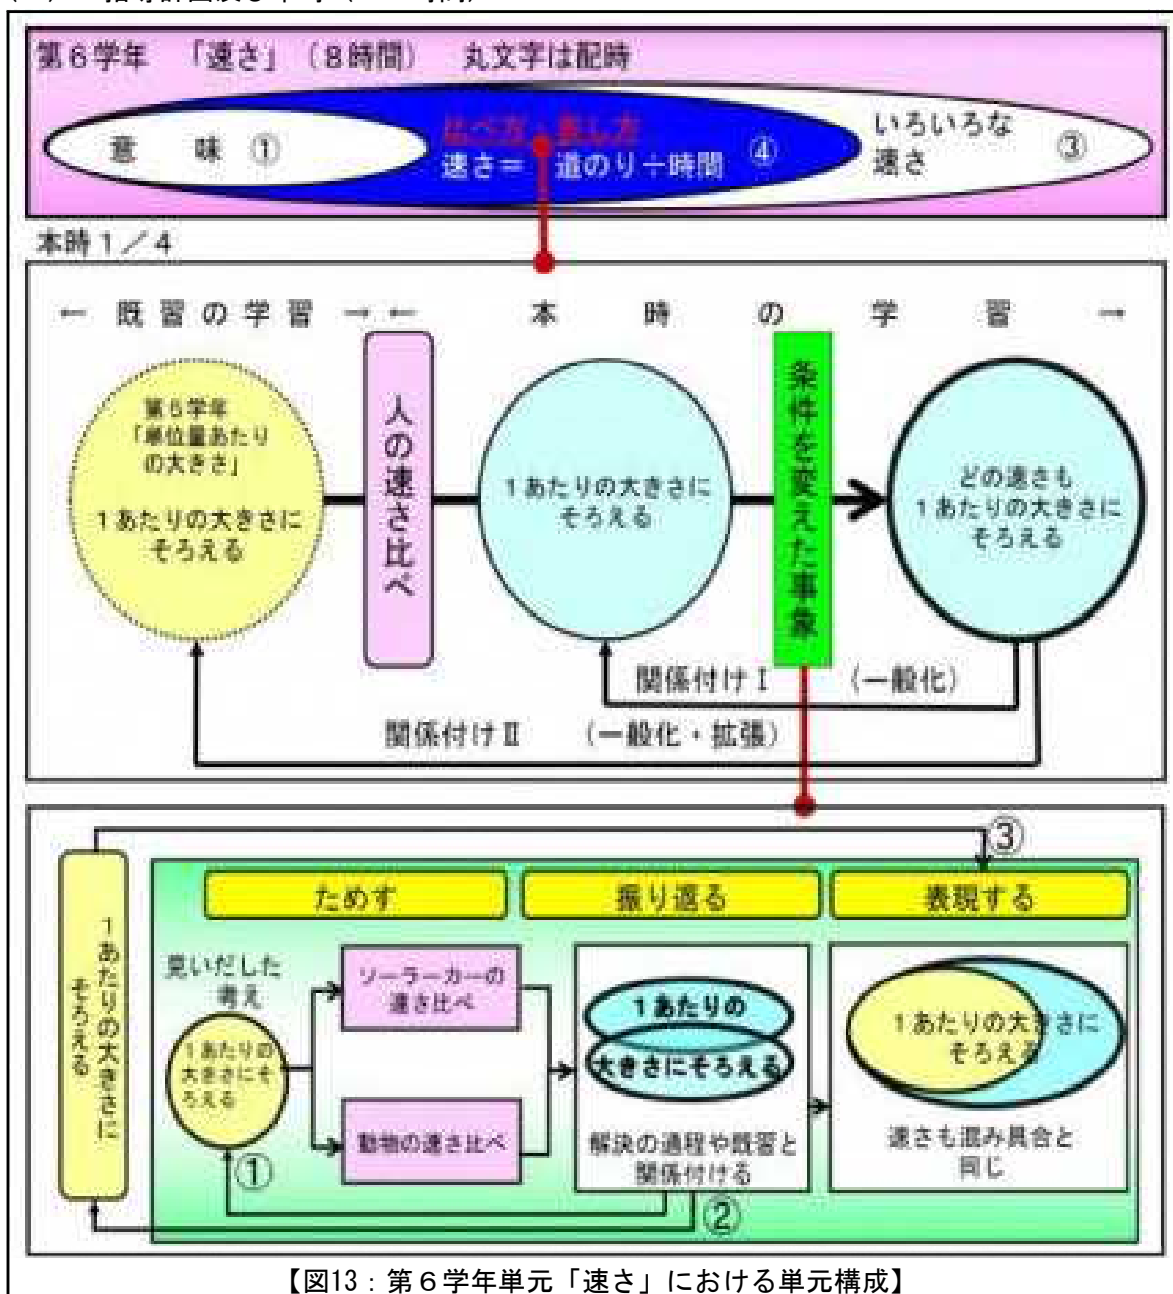 第６学年 「速さ」（８時間） 丸文字は配時
意 味 ①
比べ方・表し方
速さ＝ 道のり÷時間 ④
いろいろな
速さ ③
本時１／４
← 既 習 の 学 習 → ← 本 時 の 学 習 →
第６学年
「単位量あたり
の大きさ」
１あたりの大きさに
そろえる
人の速さ比べ
１あたりの大きさに
そろえる
条件を変えた事象
どの速さも
１あたりの大きさに
そろえる
関係付けⅠ （一般化）
関係付けⅡ （一般化・拡張）
③
１あたりの大きさに
そろえる
ためす
振り返る
表現する
見いだした
考え
１あたりの
大きさにそ
ろえる
ソーラーカーの
速さ比べ
動物の速さ比べ
１あたりの
大きさにそろえる
解決の過程や既習と
関係付ける
１あたりの大きさに
そろえる
速さも混み具合と
同じ
①
②
【図13：第６学年単元「速さ」における単元構成】